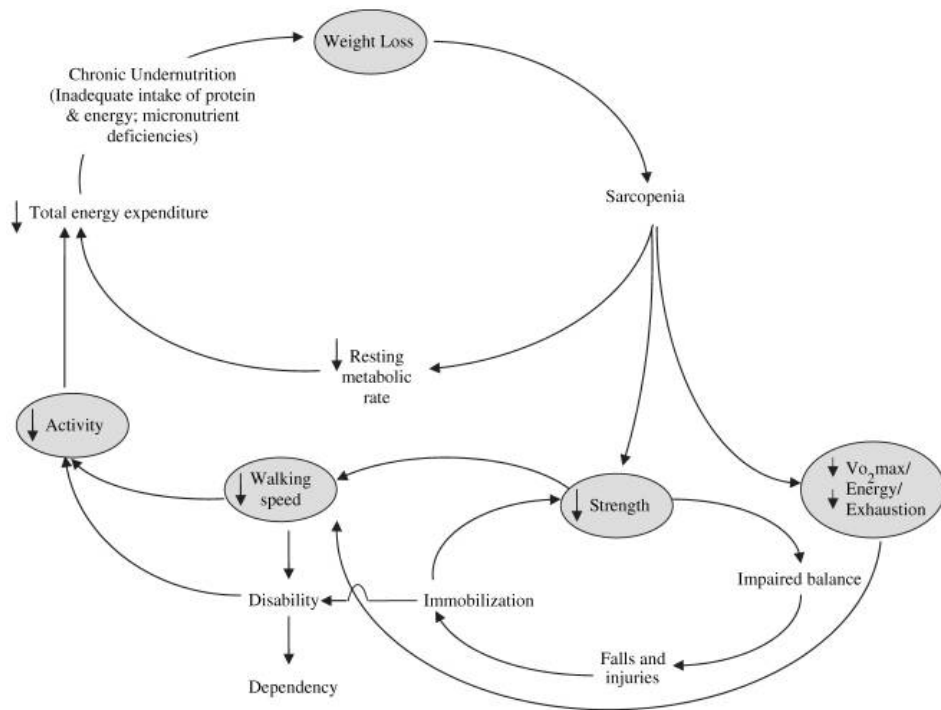 Weight Loss
Chronic Undernutrition
(Inadequate intake of protein
& energy; micronutrient
deficiencies)
Sarcopenia
↓ Total energy expenditure
↓ Resting
metabolic
rate
↓ Activity
↓ Walking
speed
↓ Strength
↓ Vo₂max/
↓ Energy/
Exhaustion
Impaired balance
Disability
Immobilization
Falls and
injuries
Dependency